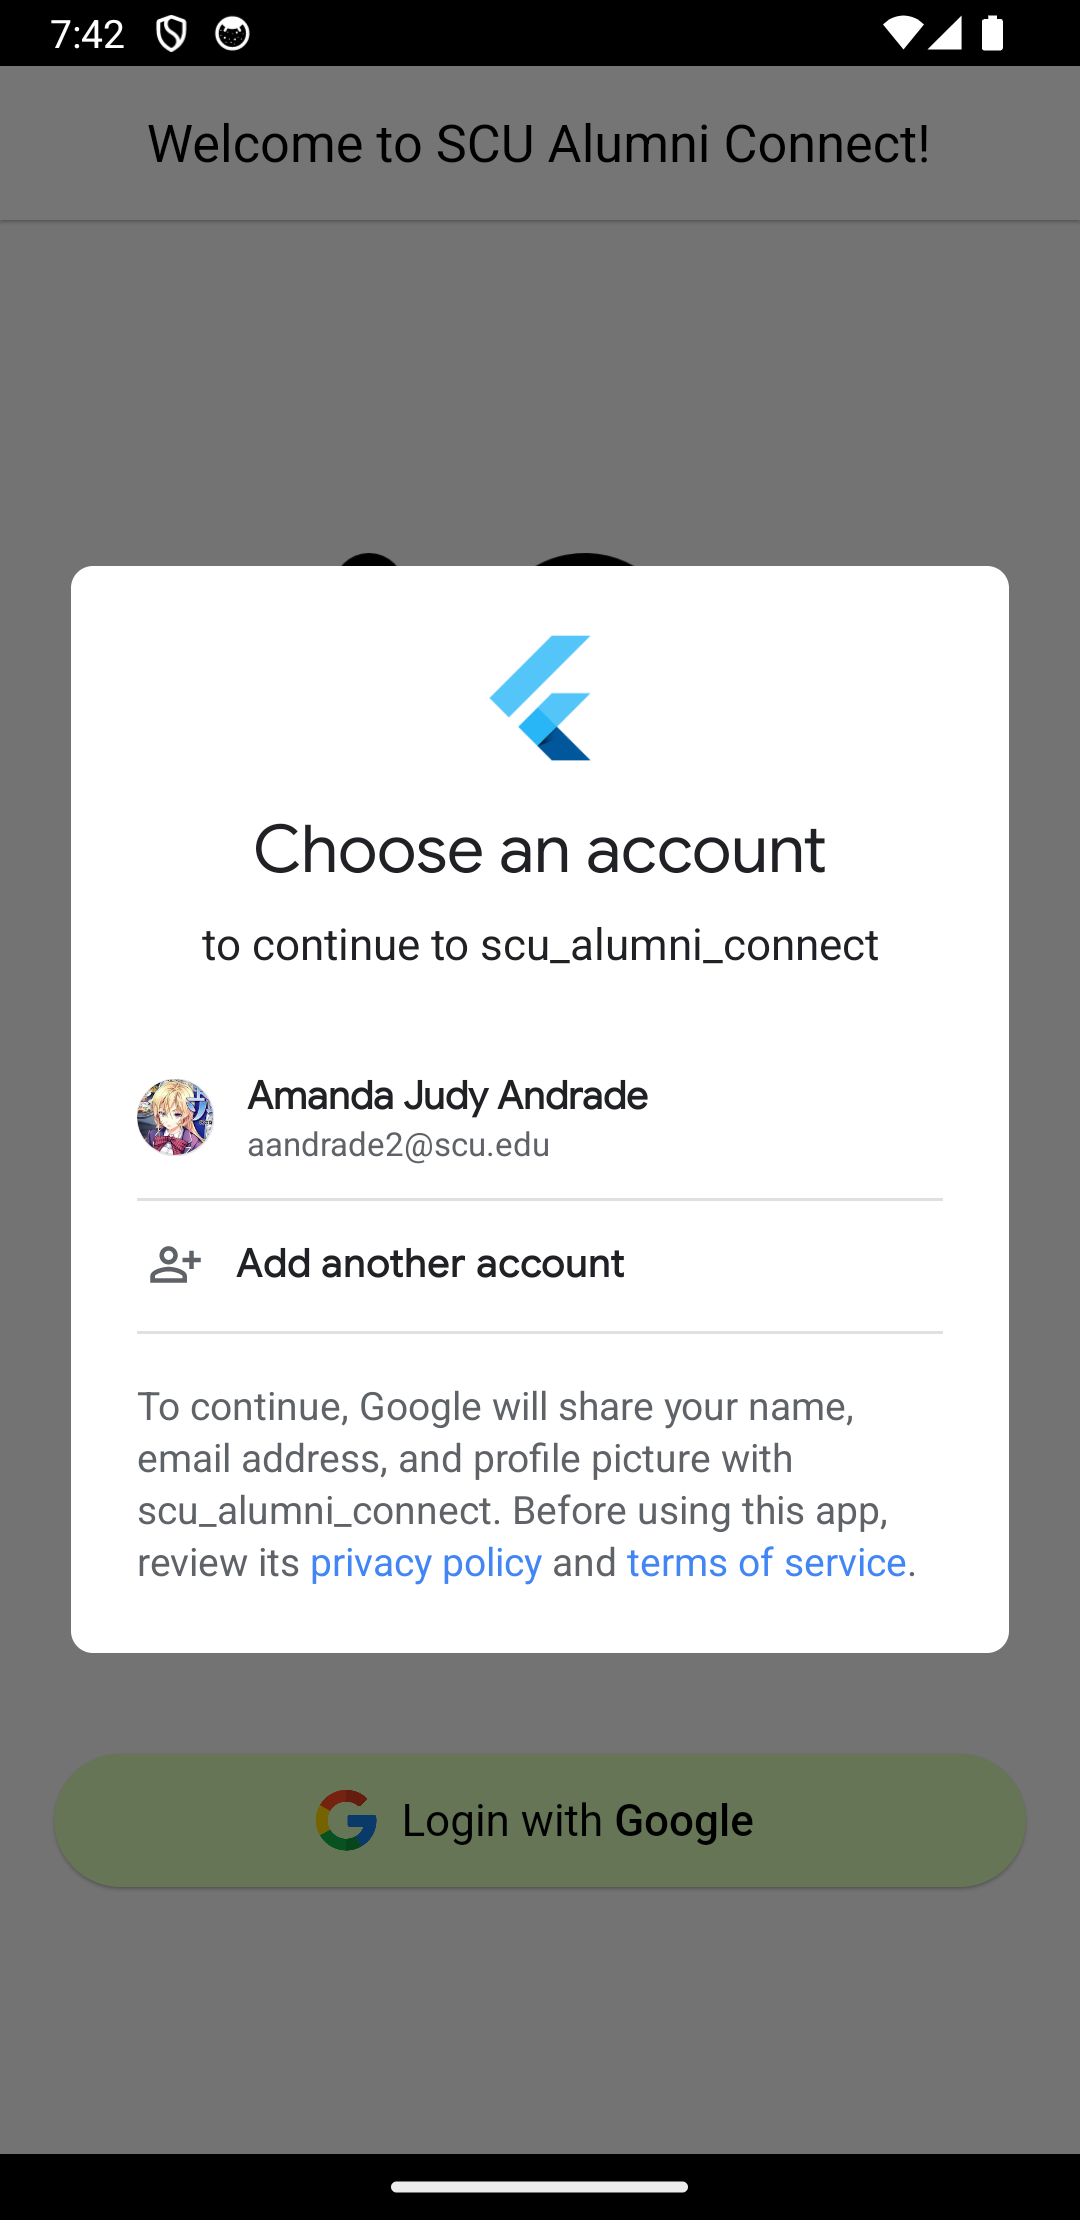 7:42
Welcome to SCU Alumni Connect!
Choose an account
to continue to scu_alumni_connect
Amanda Judy Andrade
aandrade2@scu.edu
Add another account
To continue, Google will share your name,
email address, and profile picture with
scu_alumni_connect. Before using this app,
review its privacy policy and terms of service.
Login with Google